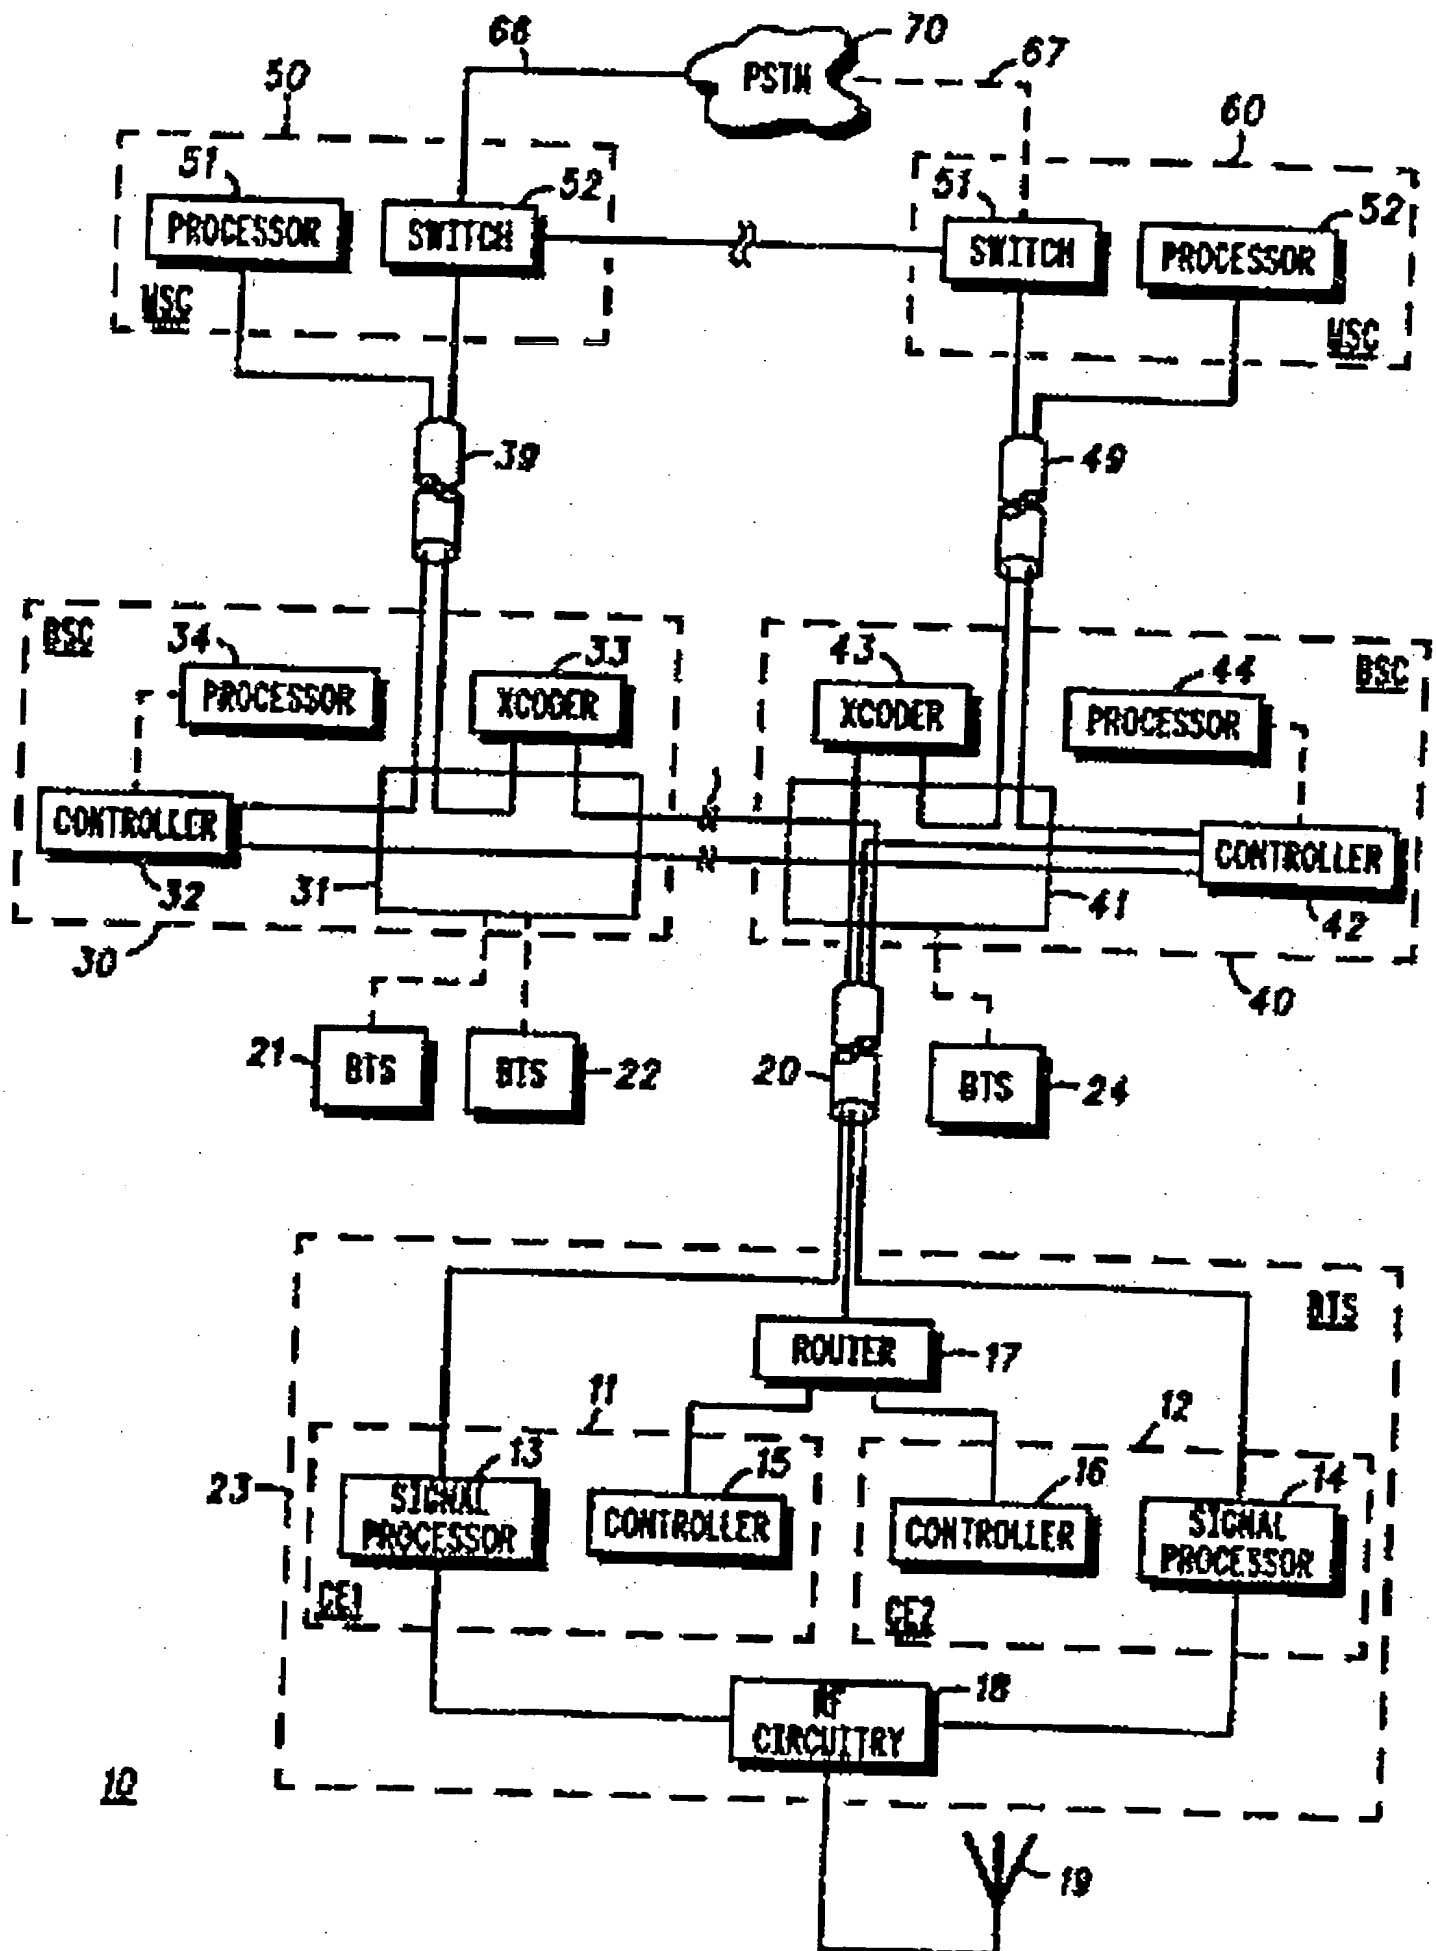 68
70
67
50
PSTN
60
51
52
51
52
PROCESSOR
SWITCH
SWITCH
PROCESSOR
MSC
MSC
39
49
BSC
34
33
43
44
BSC
PROCESSOR
XCODER
XCODER
PROCESSOR
CONTROLLER
CONTROLLER
32
31
41
42
30
40
21
BTS
BTS
22
20
BTS
24
BTS
ROUTER
17
11
12
13
15
16
14
23
SIGNAL
PROCESSOR
CONTROLLER
CONTROLLER
SIGNAL
PROCESSOR
CE1
CE2
RF
CIRCUITRY
18
10
19